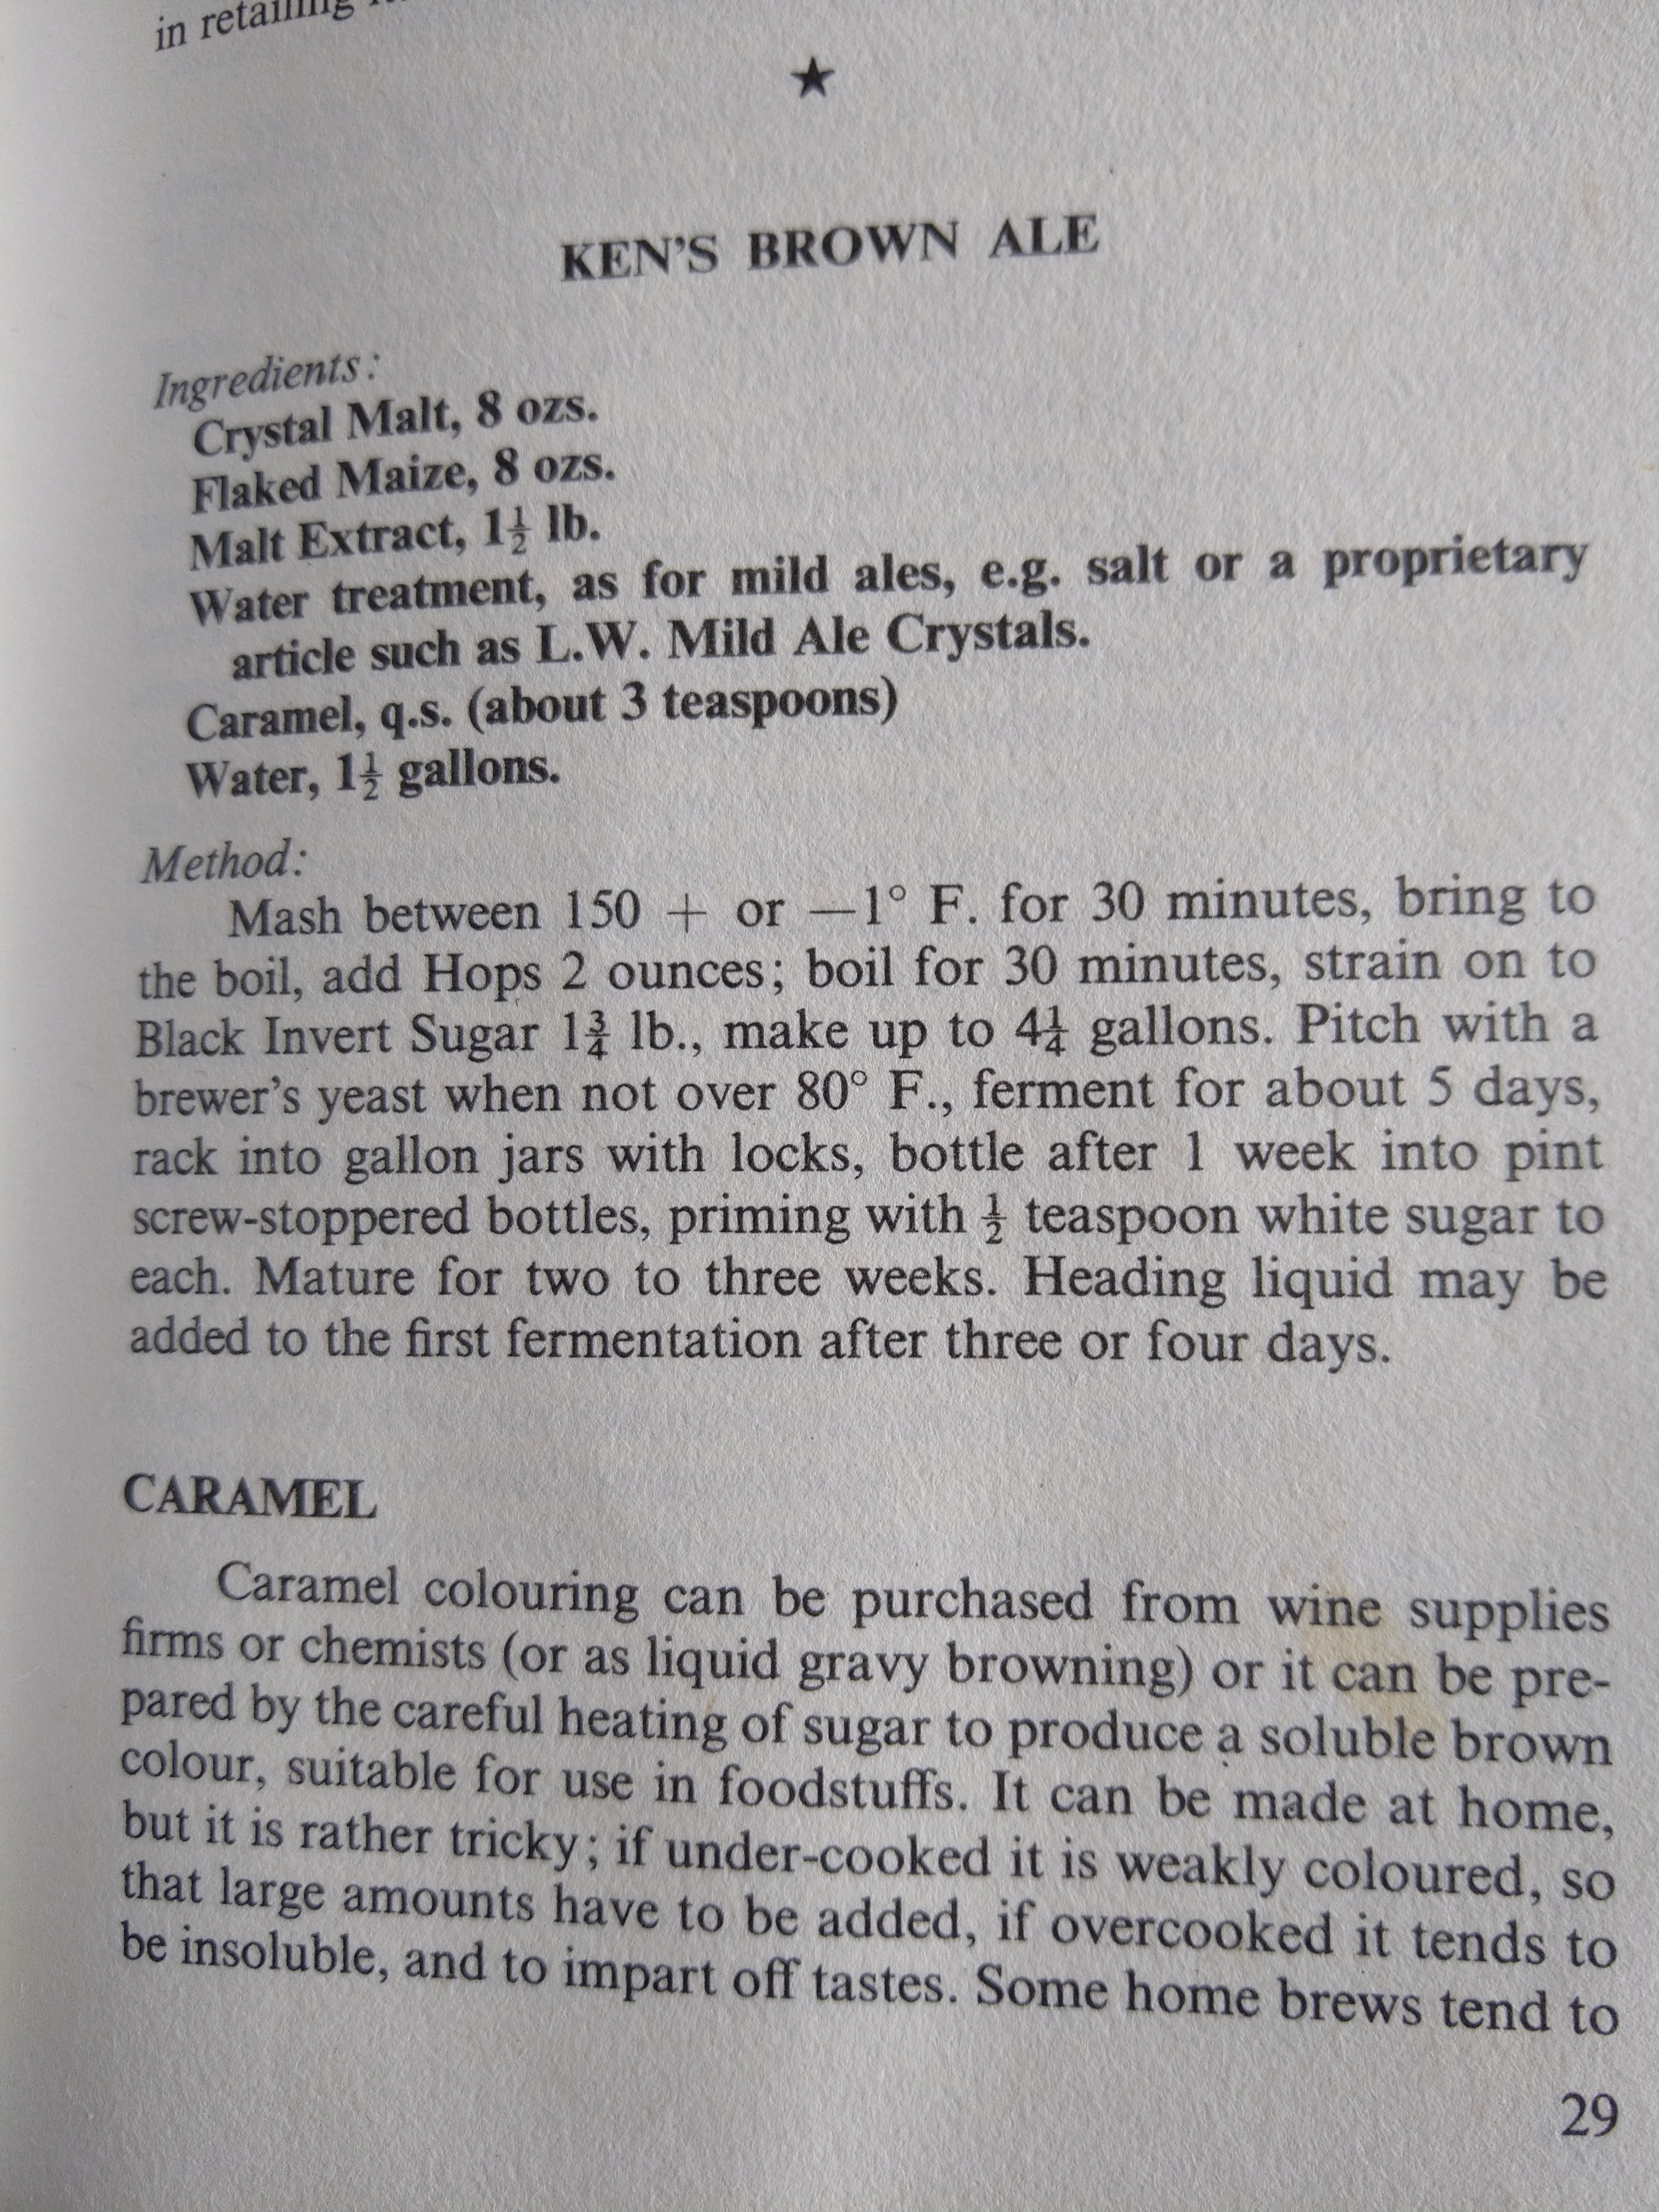 in retailing
★
KEN'S BROWN ALE
Ingredients:
Crystal Malt, 8 ozs.
Flaked Maize, 8 ozs.
Malt Extract, 1½ lb.
Water treatment, as for mild ales, e.g. salt or a proprietary
article such as L.W. Mild Ale Crystals.
Caramel, q.s. (about 3 teaspoons)
Water, 1½ gallons.
Method:
Mash between 150 + or —1° F. for 30 minutes, bring to
the boil, add Hops 2 ounces; boil for 30 minutes, strain on to
Black Invert Sugar 1¾ lb., make up to 4¼ gallons. Pitch with a
brewer's yeast when not over 80° F., ferment for about 5 days,
rack into gallon jars with locks, bottle after 1 week into pint
screw-stoppered bottles, priming with ½ teaspoon white sugar to
each. Mature for two to three weeks. Heading liquid may be
added to the first fermentation after three or four days.
CARAMEL
Caramel colouring can be purchased from wine supplies
firms or chemists (or as liquid gravy browning) or it can be pre-
pared by the careful heating of sugar to produce a soluble brown
colour, suitable for use in foodstuffs. It can be made at home,
but it is rather tricky; if under-cooked it is weakly coloured, so
that large amounts have to be added, if overcooked it tends to
be insoluble, and to impart off tastes. Some home brews tend to
29